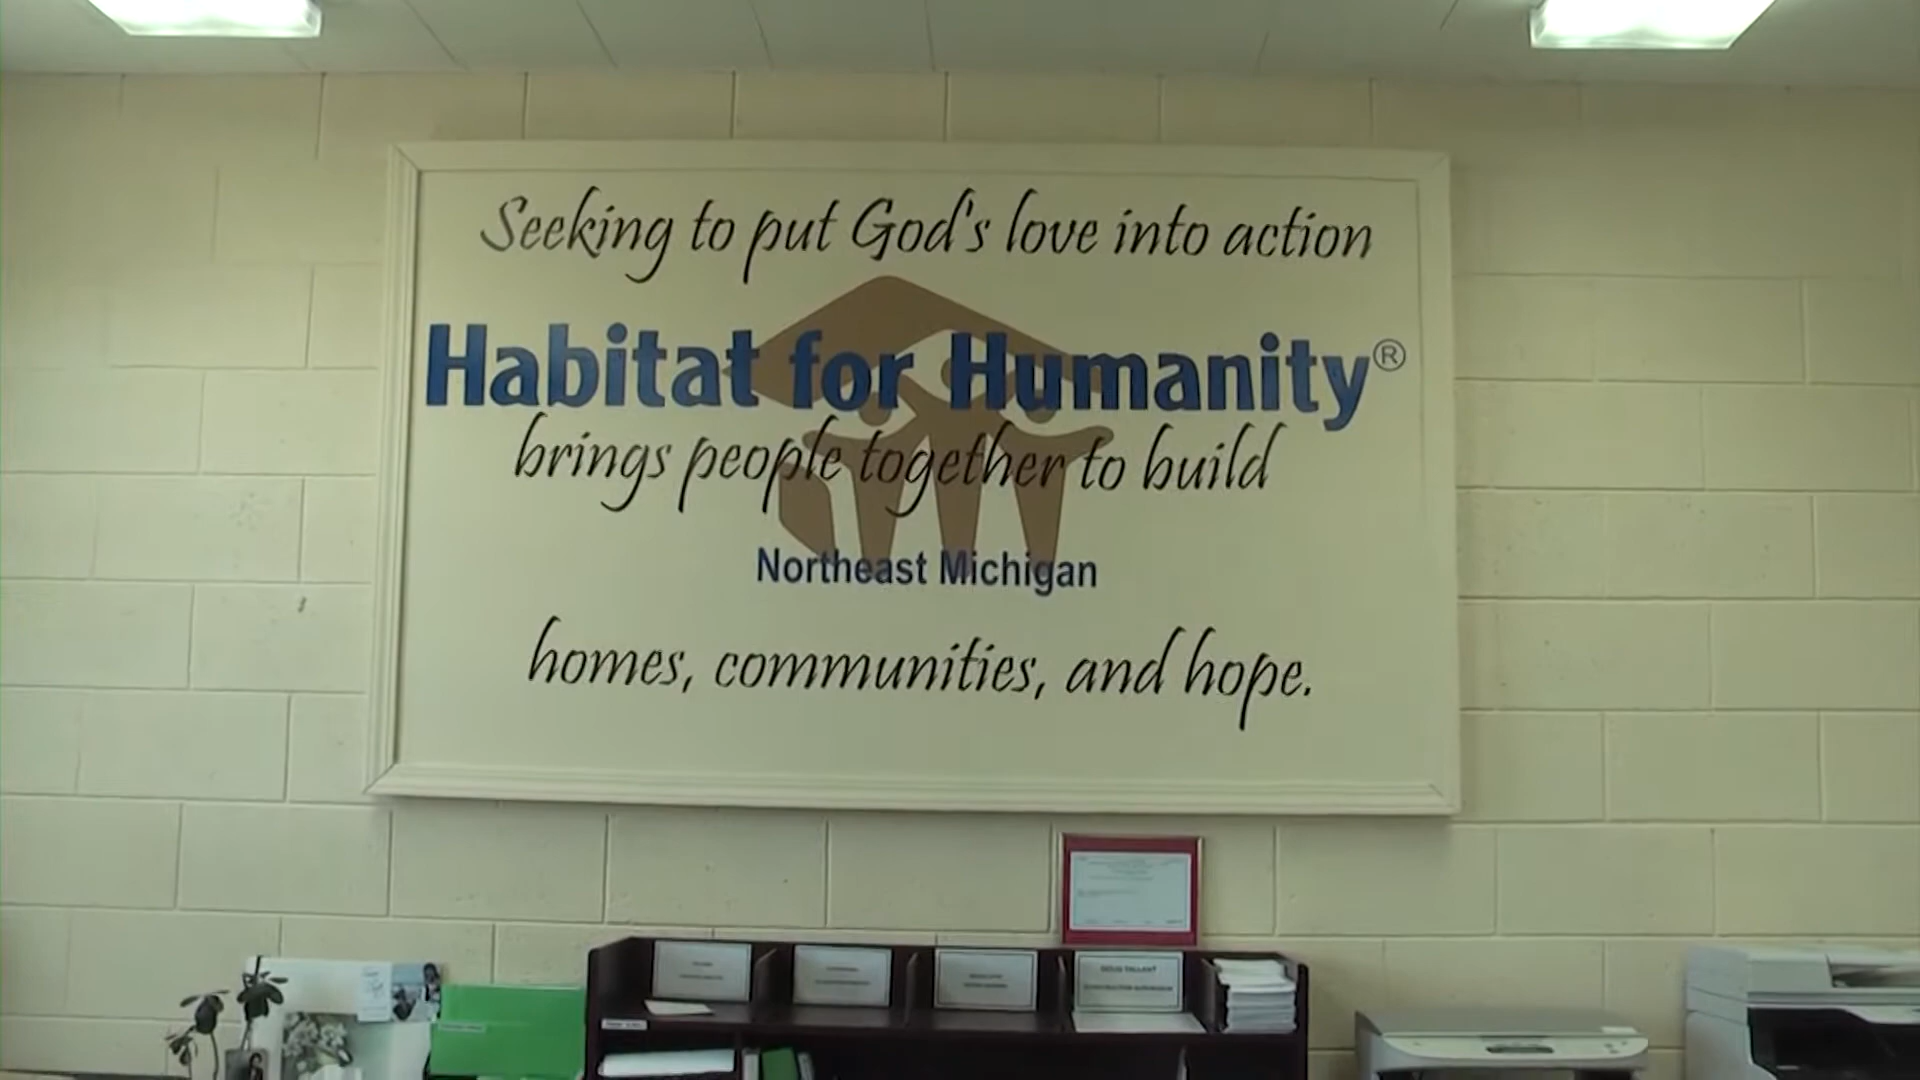 Seeking to put God's love into action
Habitat for Humanity®
brings people together to build
Northeast Michigan
homes, communities, and hope.